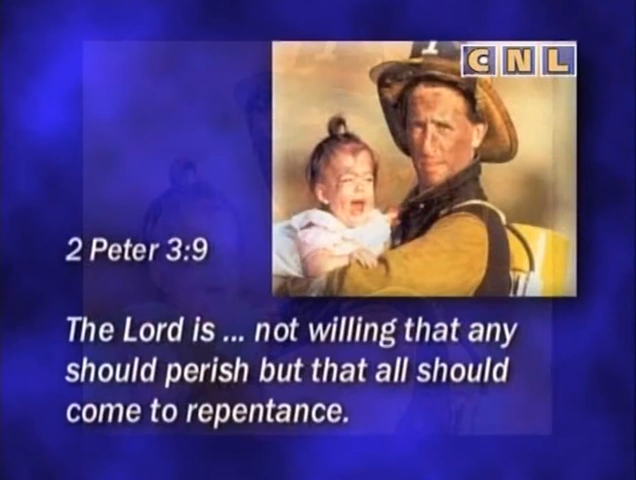 1
CNL
2 Peter 3:9
The Lord is ... not willing that any
should perish but that all should
come to repentance.